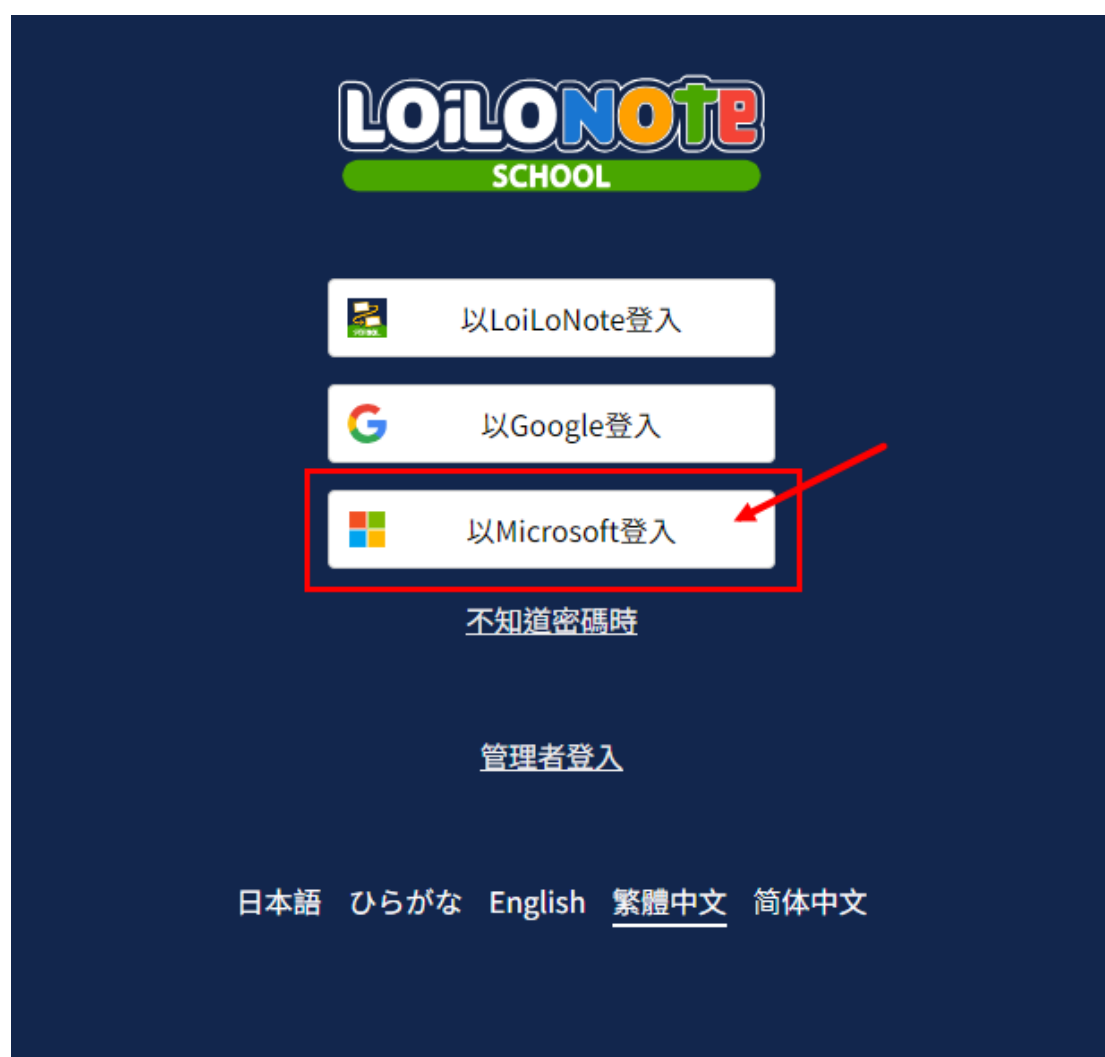 LOiLONOTE
SCHOOL
以LoiLoNote登入
以Google登入
以Microsoft登入
不知道密碼時
管理者登入
日本語 ひらがな English 繁體中文 简体中文